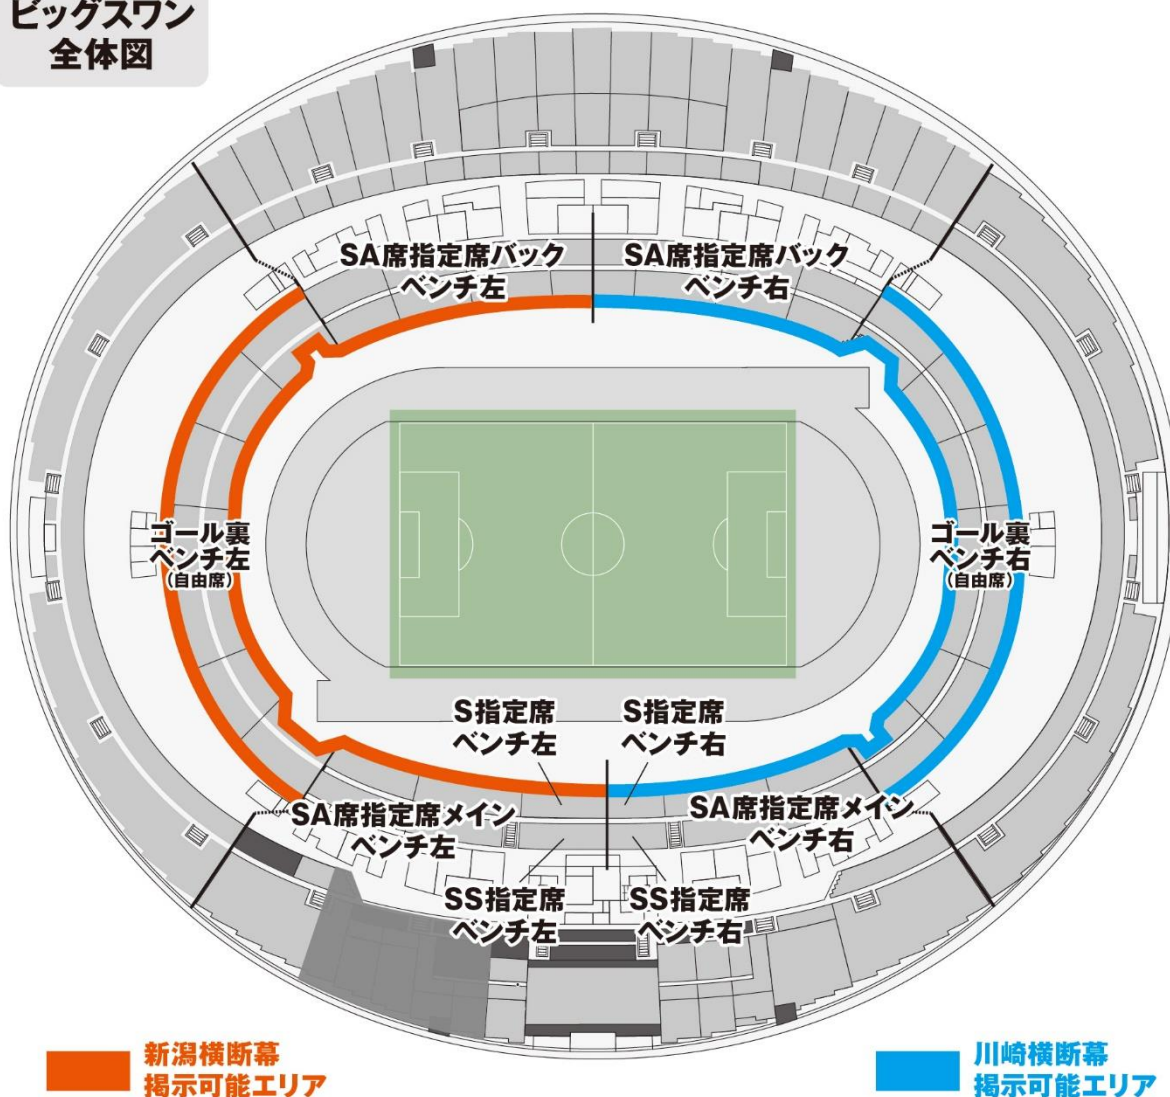 ビッグスワン
全体図
SA席指定席バック
ベンチ左
SA席指定席バック
ベンチ右
ゴール裏
ベンチ左
(自由席)
ゴール裏
ベンチ右
(自由席)
S指定席
ベンチ左
S指定席
ベンチ右
SA席指定席メイン
ベンチ左
SA席指定席メイン
ベンチ右
SS指定席
ベンチ左
SS指定席
ベンチ右
新潟横断幕
掲示可能エリア
川崎横断幕
掲示可能エリア